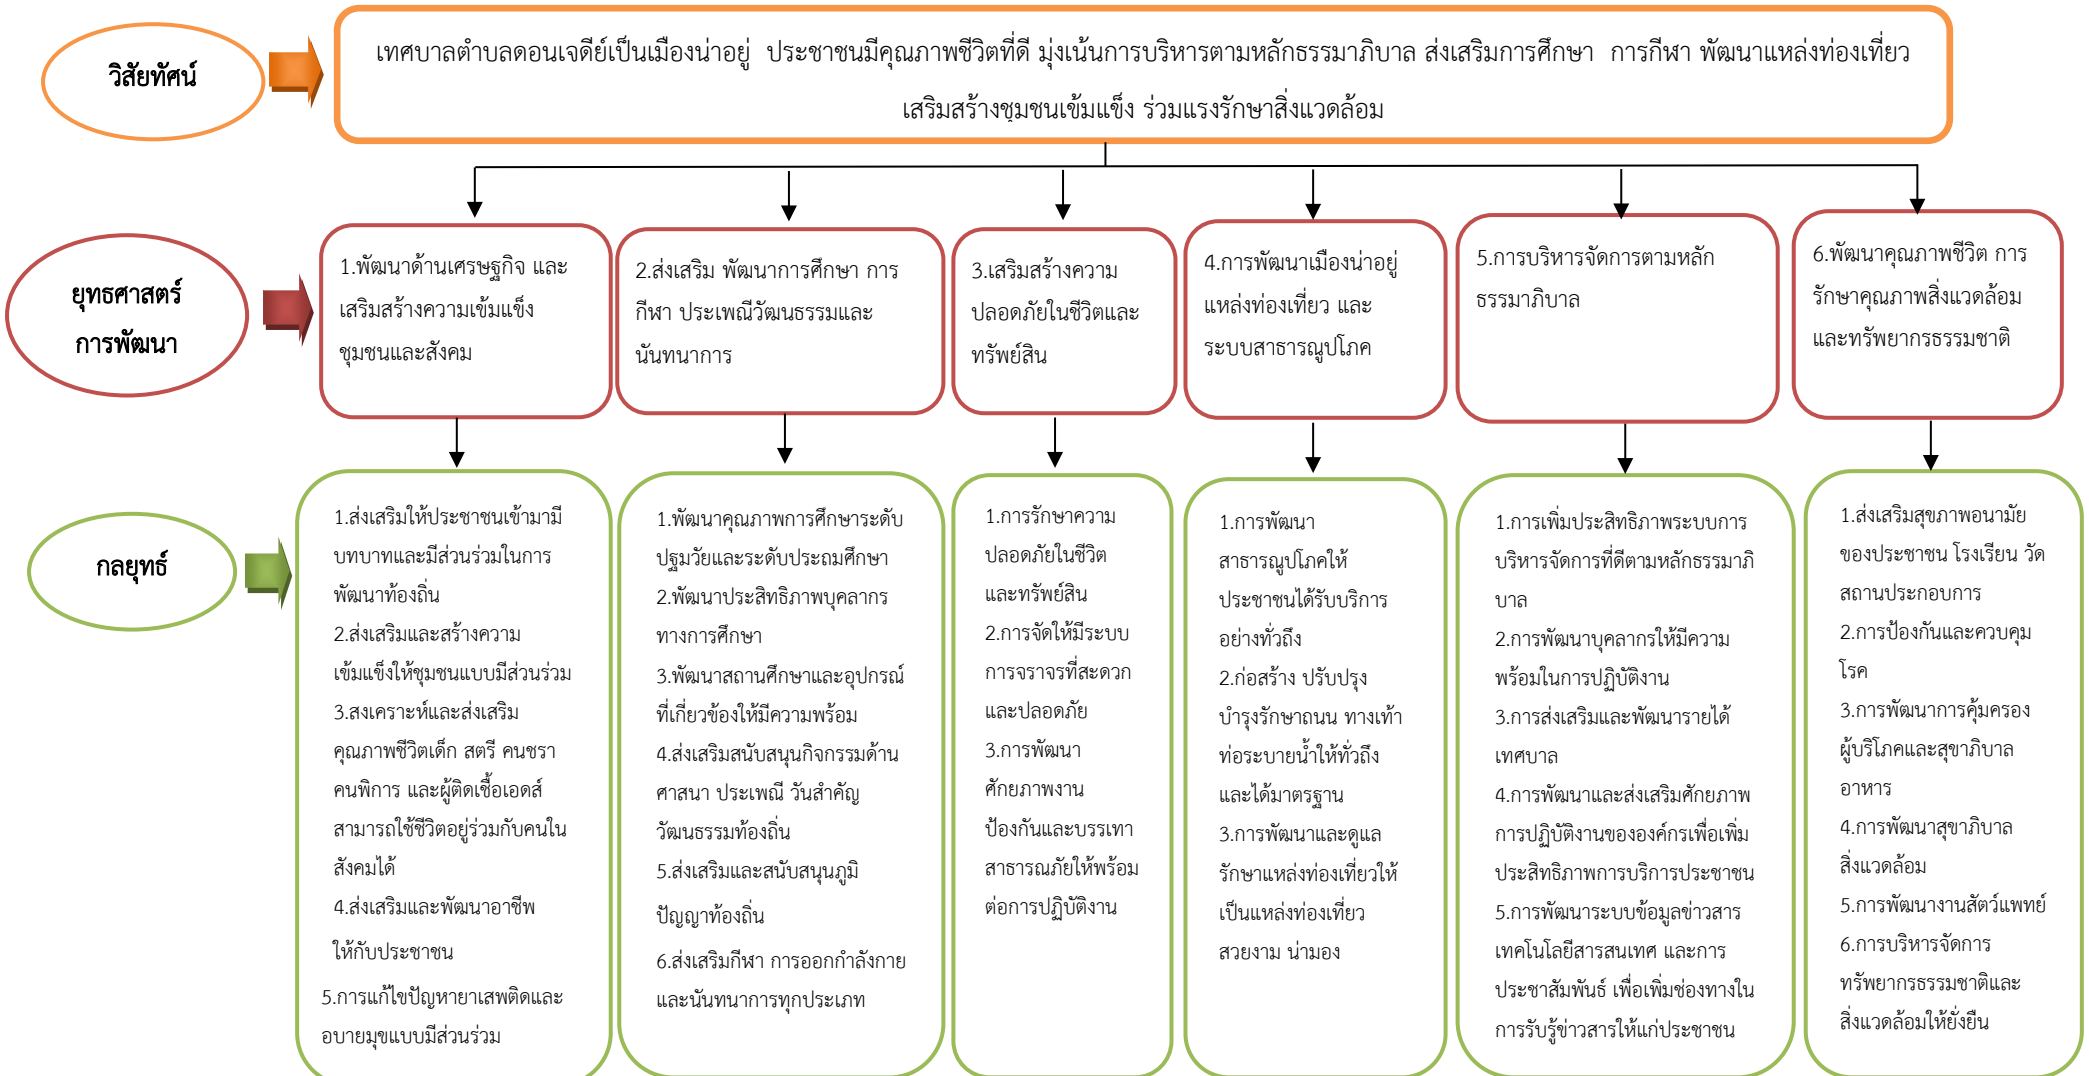 วิสัยทัศน์
เทศบาลตำบลดอนเจดีย์เป็นเมืองน่าอยู่ ประชาชนมีคุณภาพชีวิตที่ดี มุ่งเน้นการบริหารตามหลักธรรมาภิบาล ส่งเสริมการศึกษา การกีฬา พัฒนาแหล่งท่องเที่ยว
เสริมสร้างชุมชนเข้มแข็ง ร่วมแรงรักษาสิ่งแวดล้อม
ยุทธศาสตร์
การพัฒนา
1.พัฒนาด้านเศรษฐกิจ และ
เสริมสร้างความเข้มแข็ง
ชุมชนและสังคม
2.ส่งเสริม พัฒนาการศึกษา การ
กีฬา ประเพณีวัฒนธรรมและ
นันทนาการ
3.เสริมสร้างความ
ปลอดภัยในชีวิตและ
ทรัพย์สิน
4.การพัฒนาเมืองน่าอยู่
แหล่งท่องเที่ยว และ
ระบบสาธารณูปโภค
5.การบริหารจัดการตามหลัก
ธรรมาภิบาล
6.พัฒนาคุณภาพชีวิต การ
รักษาคุณภาพสิ่งแวดล้อม
และทรัพยากรธรรมชาติ
กลยุทธ์
1.ส่งเสริมให้ประชาชนเข้ามามี
บทบาทและมีส่วนร่วมในการ
พัฒนาท้องถิ่น
2.ส่งเสริมและสร้างความ
เข้มแข็งให้ชุมชนแบบมีส่วนร่วม
3.สงเคราะห์และส่งเสริม
คุณภาพชีวิตเด็ก สตรี คนชรา
คนพิการ และผู้ติดเชื้อเอดส์
สามารถใช้ชีวิตอยู่ร่วมกับคนใน
สังคมได้
4.ส่งเสริมและพัฒนาอาชีพ
ให้กับประชาชน
5.การแก้ไขปัญหายาเสพติดและ
อบายมุขแบบมีส่วนร่วม
1.พัฒนาคุณภาพการศึกษาระดับ
ปฐมวัยและระดับประถมศึกษา
2.พัฒนาประสิทธิภาพบุคลากร
ทางการศึกษา
3.พัฒนาสถานศึกษาและอุปกรณ์
ที่เกี่ยวข้องให้มีความพร้อม
4.ส่งเสริมสนับสนุนกิจกรรมด้าน
ศาสนา ประเพณี วันสำคัญ
วัฒนธรรมท้องถิ่น
5.ส่งเสริมและสนับสนุนภูมิ
ปัญญาท้องถิ่น
6.ส่งเสริมกีฬา การออกกำลังกาย
และนันทนาการทุกประเภท
1.การรักษาความ
ปลอดภัยในชีวิต
และทรัพย์สิน
2.การจัดให้มีระบบ
การจราจรที่สะดวก
และปลอดภัย
3.การพัฒนา
ศักยภาพงาน
ป้องกันและบรรเทา
สาธารณภัยให้พร้อม
ต่อการปฏิบัติงาน
1.การพัฒนา
สาธารณูปโภคให้
ประชาชนได้รับบริการ
อย่างทั่วถึง
2.ก่อสร้าง ปรับปรุง
บำรุงรักษาถนน ทางเท้า
ท่อระบายน้ำให้ทั่วถึง
และได้มาตรฐาน
3.การพัฒนาและดูแล
รักษาแหล่งท่องเที่ยวให้
เป็นแหล่งท่องเที่ยว
สวยงาม น่ามอง
1.การเพิ่มประสิทธิภาพระบบการ
บริหารจัดการที่ดีตามหลักธรรมาภิ
บาล
2.การพัฒนาบุคลากรให้มีความ
พร้อมในการปฏิบัติงาน
3.การส่งเสริมและพัฒนารายได้
เทศบาล
4.การพัฒนาและส่งเสริมศักยภาพ
การปฏิบัติงานขององค์กรเพื่อเพิ่ม
ประสิทธิภาพการบริการประชาชน
5.การพัฒนาระบบข้อมูลข่าวสาร
เทคโนโลยีสารสนเทศ และการ
ประชาสัมพันธ์ เพื่อเพิ่มช่องทางใน
การรับรู้ข่าวสารให้แก่ประชาชน
1.ส่งเสริมสุขภาพอนามัย
ของประชาชน โรงเรียน วัด
สถานประกอบการ
2.การป้องกันและควบคุม
โรค
3.การพัฒนาการคุ้มครอง
ผู้บริโภคและสุขาภิบาล
อาหาร
4.การพัฒนาสุขาภิบาล
สิ่งแวดล้อม
5.การพัฒนางานสัตว์แพทย์
6.การบริหารจัดการ
ทรัพยากรธรรมชาติและ
สิ่งแวดล้อมให้ยั่งยืน